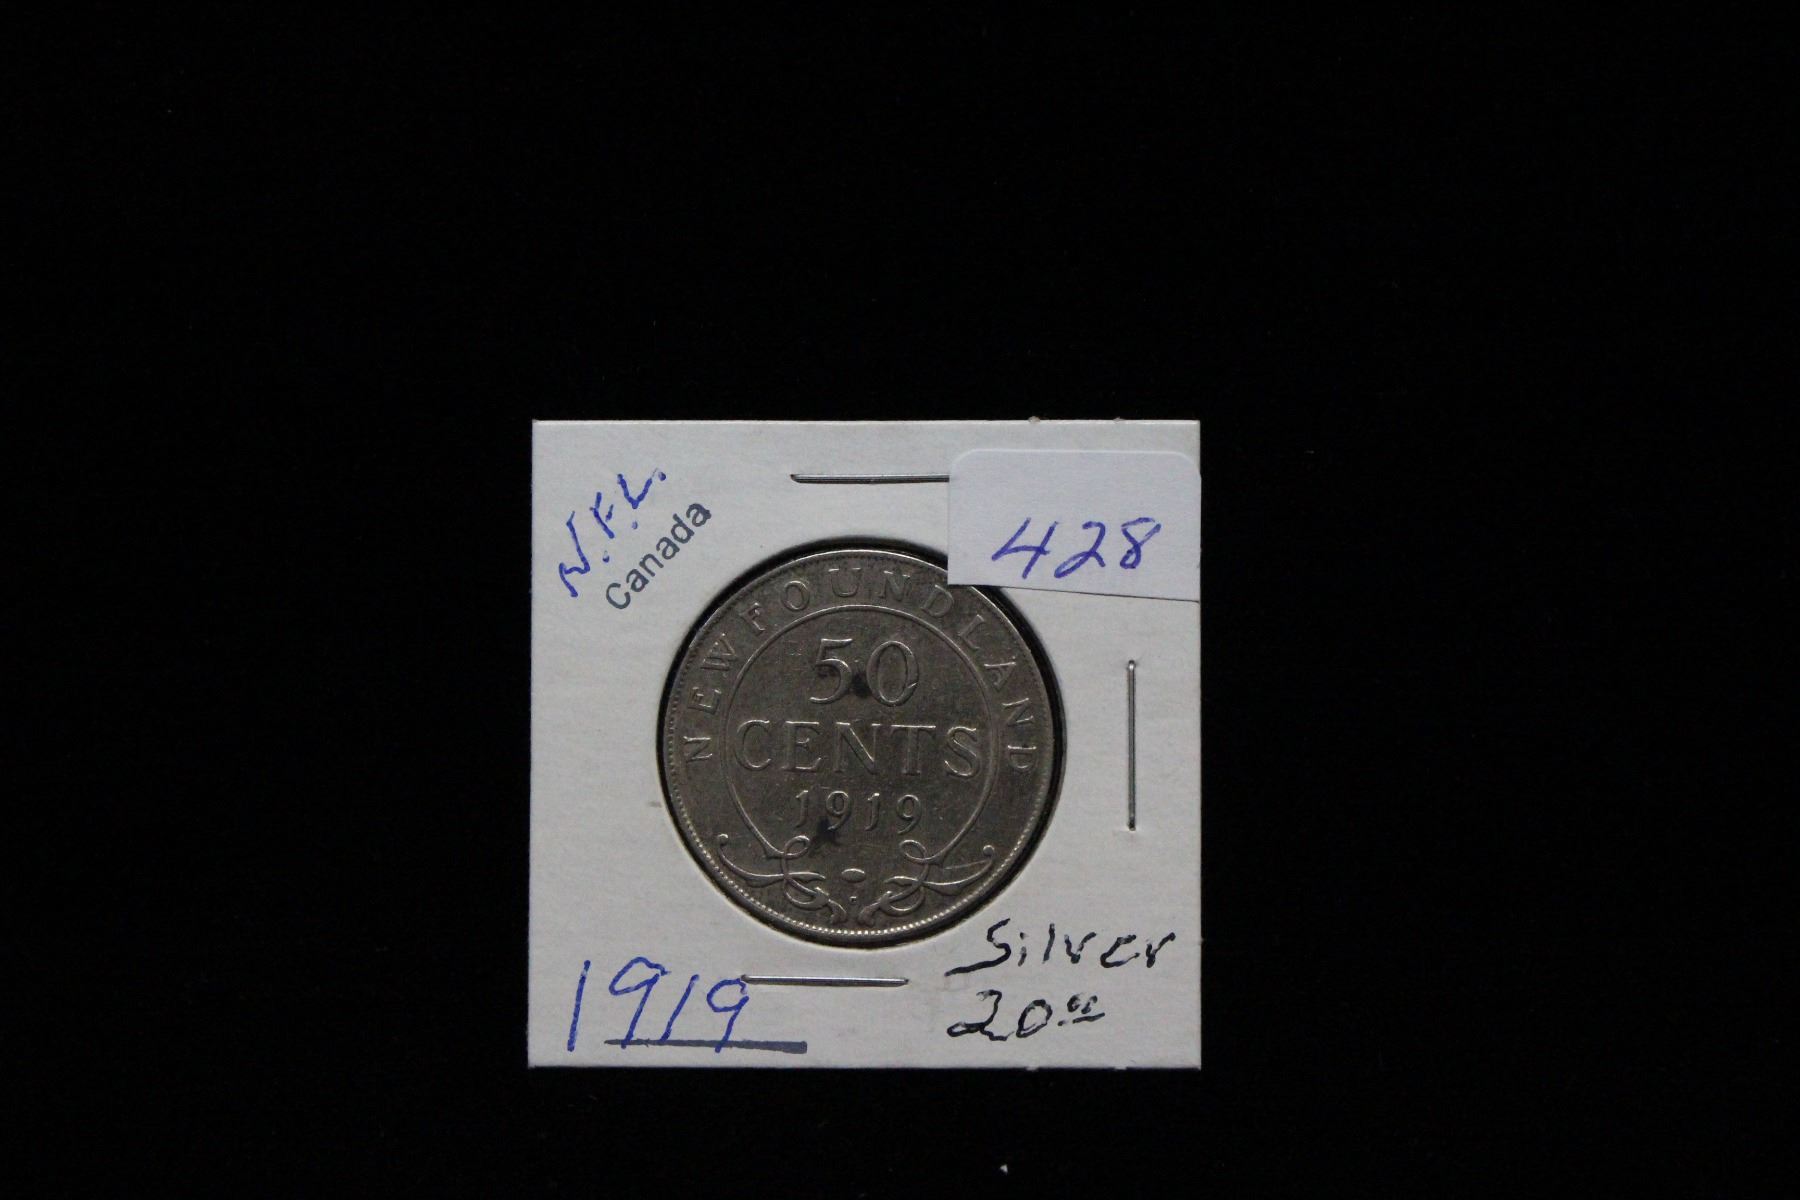 N.F.L.
Canada
428
NEWFOUNDLAND
50
CENTS
1919
Silver
20.00
1919